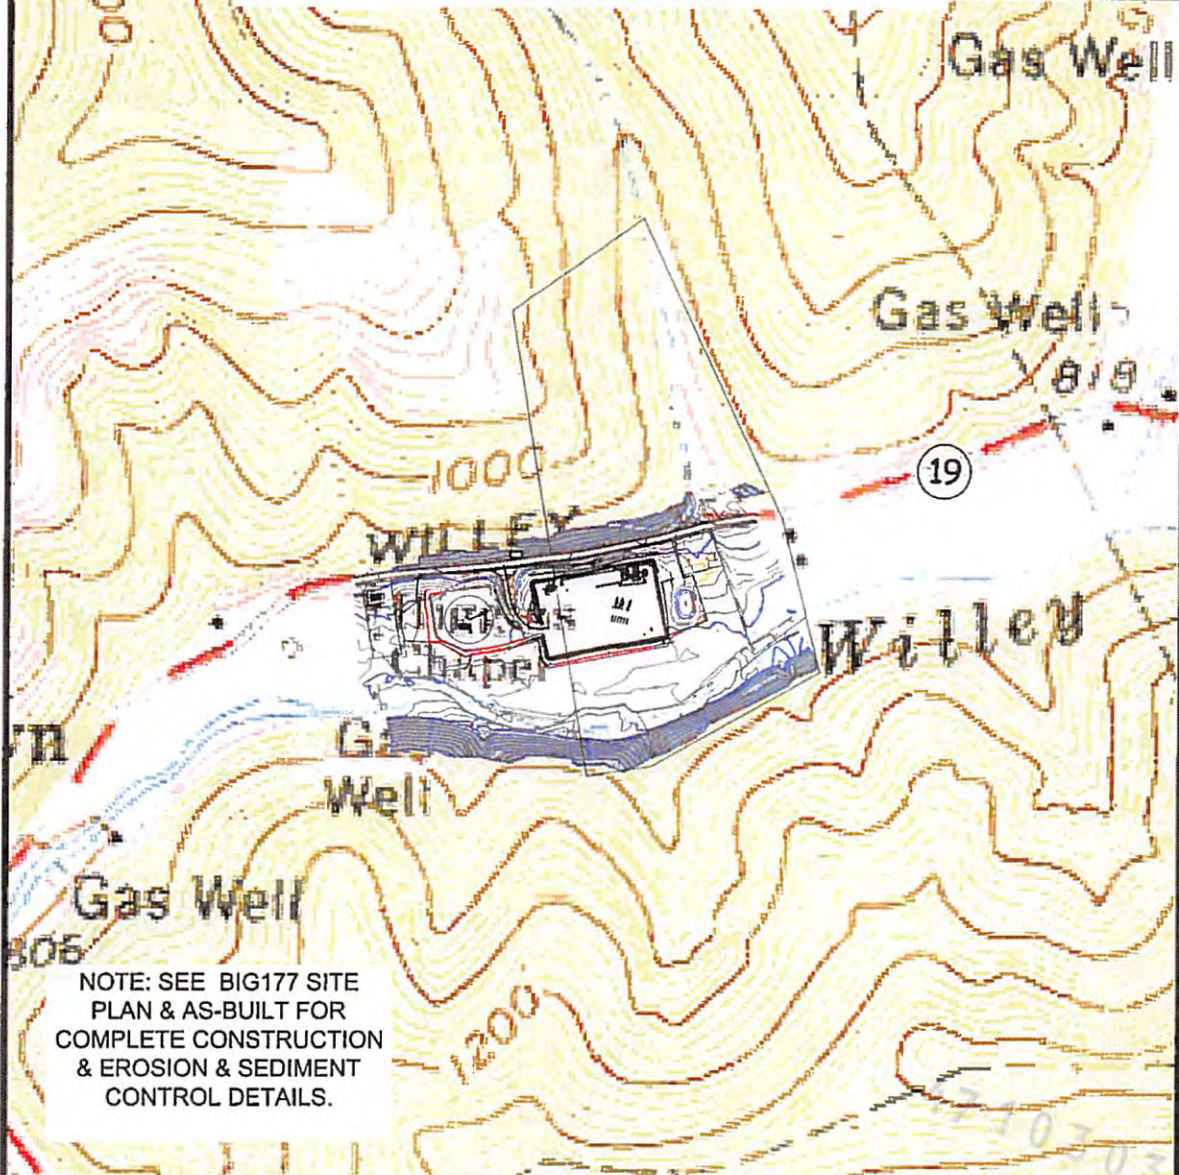 Gas Well
Gas Well
818
19
1000
WILLEY
Chapel
Willey
Well
Gas Well
806
NOTE: SEE BIG177 SITE
PLAN & AS-BUILT FOR
COMPLETE CONSTRUCTION
& EROSION & SEDIMENT
CONTROL DETAILS.
1200